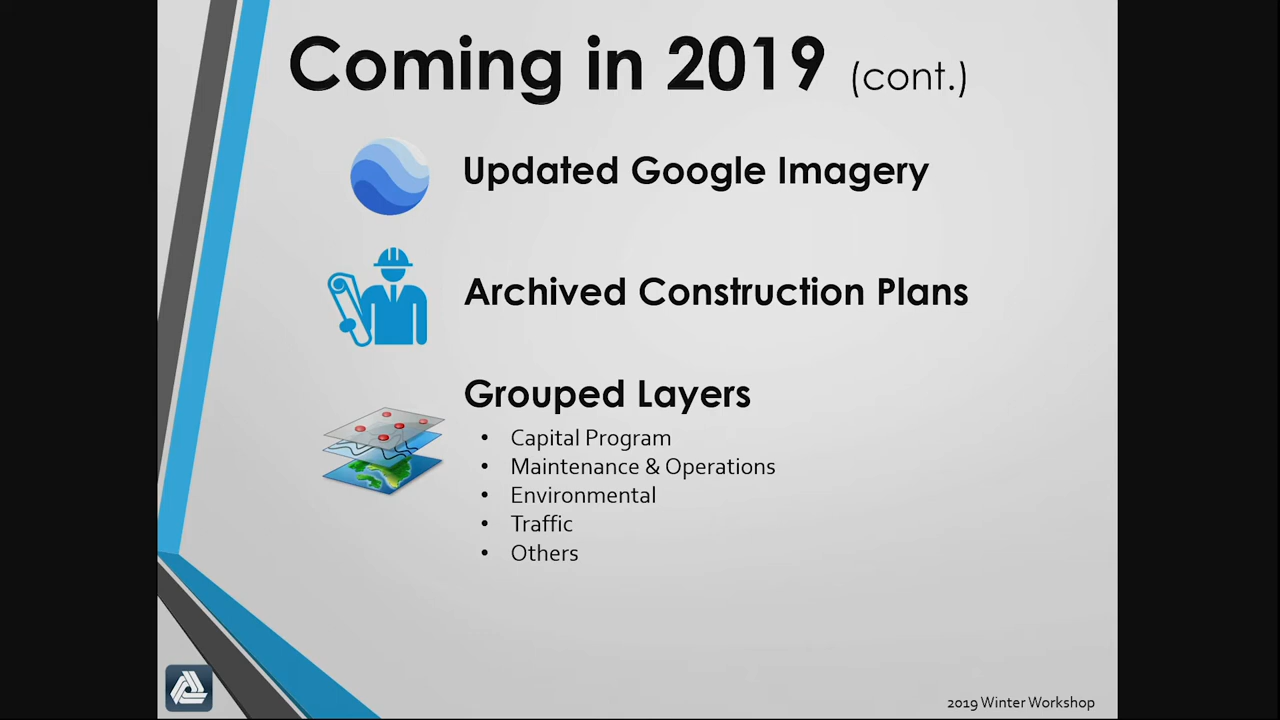 Coming in 2019 (cont.)
Updated Google Imagery
Archived Construction Plans
Grouped Layers
• Capital Program
• Maintenance & Operations
• Environmental
• Traffic
• Others
2019 Winter Workshop